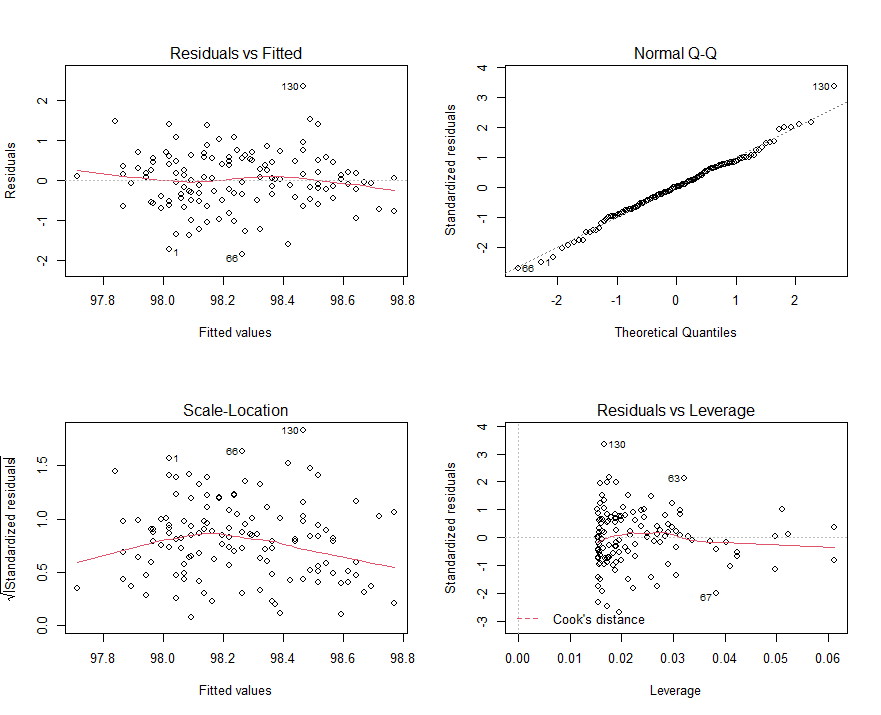 Residuals vs Fitted
Residuals
2
1
0
-1
-2
130
1
66
97.8 98.0 98.2 98.4 98.6 98.8
Fitted values
Normal Q-Q
Standardized residuals
4
3
2
1
0
-1
-2
130
66
1
-2 -1 0 1 2
Theoretical Quantiles
Scale-Location
√|Standardized residuals|
1.5
1.0
0.5
0.0
130
1
66
97.8 98.0 98.2 98.4 98.6 98.8
Fitted values
Residuals vs Leverage
Standardized residuals
4
3
2
1
0
-1
-2
-3
130
63
67
Cook's distance
0.00 0.01 0.02 0.03 0.04 0.05 0.06
Leverage